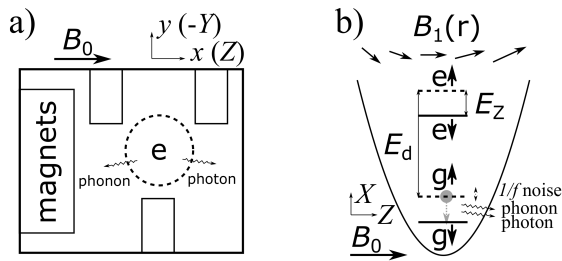 a)
y (-Y)
B0
x (Z)
magnets
e
phonon
photon
b)
B1(r)
e
EZ
e
Ed
g
1/f noise
X
phonon
Z
photon
B0
g